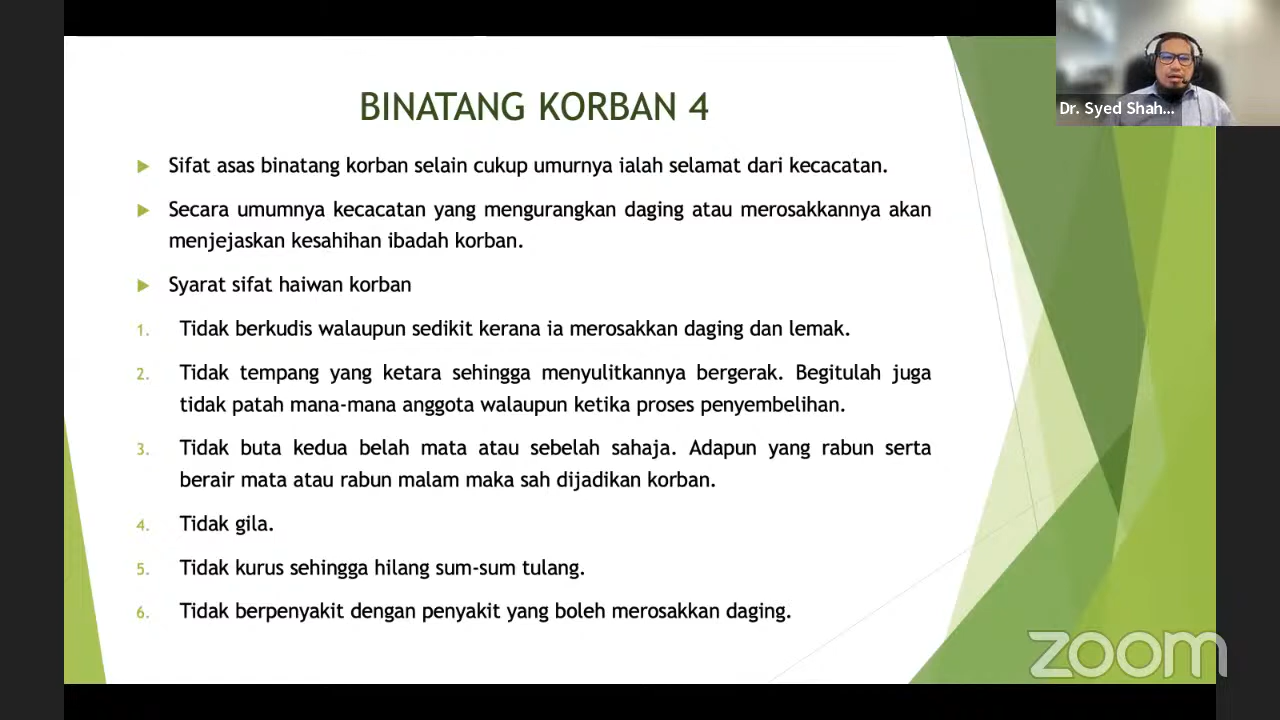 BINATANG KORBAN 4
Sifat asas binatang korban selain cukup umurnya ialah selamat dari kecacatan.
Secara umumnya kecacatan yang mengurangkan daging atau merosakkannya akan
menjejaskan kesahihan ibadah korban.
Syarat sifat haiwan korban
1. Tidak berkudis walaupun sedikit kerana ia merosakkan daging dan lemak.
2. Tidak tempang yang ketara sehingga menyulitkannya bergerak. Begitulah juga
tidak patah mana-mana anggota walaupun ketika proses penyembelihan.
3. Tidak buta kedua belah mata atau sebelah sahaja. Adapun yang rabun serta
berair mata atau rabun malam maka sah dijadikan korban.
4. Tidak gila.
5. Tidak kurus sehingga hilang sum-sum tulang.
6. Tidak berpenyakit dengan penyakit yang boleh merosakkan daging.
Dr. Syed Shah...
zoom